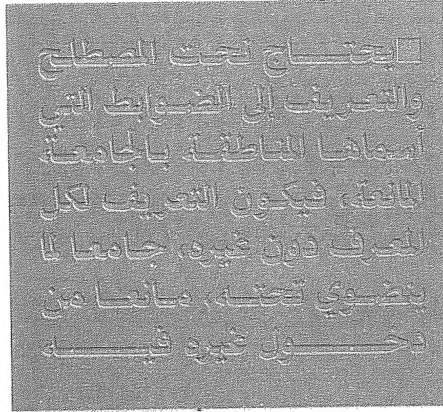 □يحتاج نحت المصطلح
والتعريف إلى الضوابط التي
أسماها المناطقة بالجامعة
المانعة، فيكون التعريف لكل
المعرف دون غيره، جامعا لما
ينضوي تحته، مانعا من
دخول غيره فيه